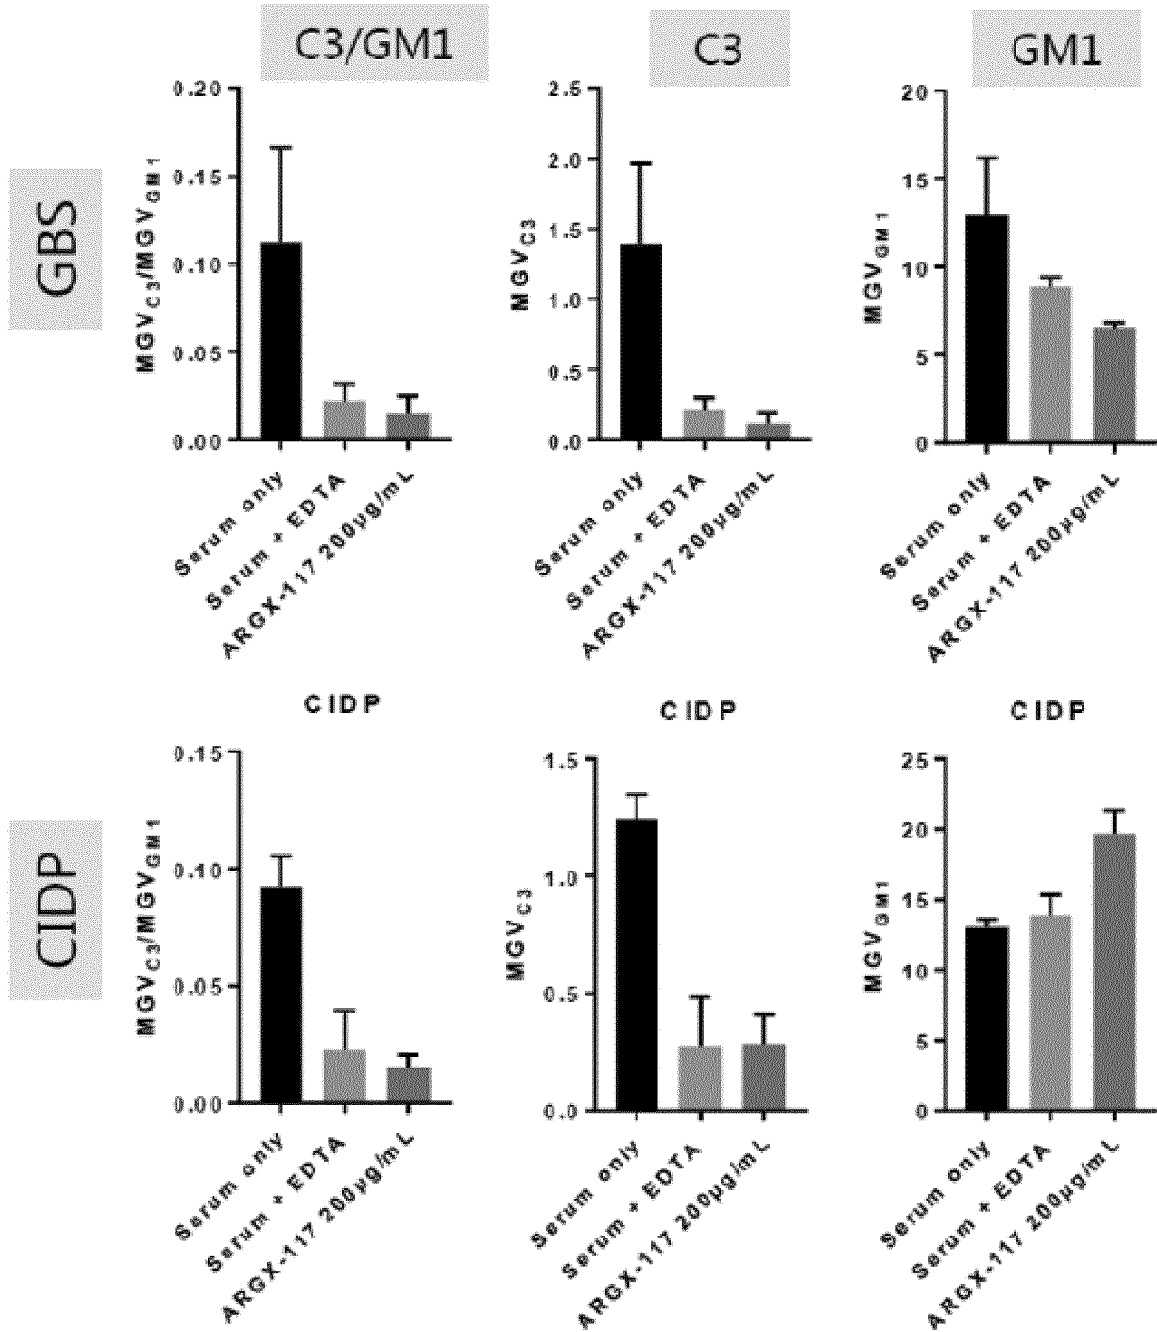 C3/GM1
C3
GM1
GBS
MGVC3/MGVGM1
0.20
0.15
0.10
0.05
0.00
Serum only
Serum + EDTA
ARGX-117 200µg/mL
MGVC3
2.5
2.0
1.5
1.0
0.5
0.0
Serum only
Serum + EDTA
ARGX-117 200µg/mL
MGVGM1
20
15
10
5
0
Serum only
Serum + EDTA
ARGX-117 200µg/mL
CIDP
CIDP
CIDP
CIDP
MGVC3/MGVGM1
0.15
0.10
0.05
0.00
Serum only
Serum + EDTA
ARGX-117 200µg/mL
MGVC3
1.5
1.0
0.5
0.0
Serum only
Serum + EDTA
ARGX-117 200µg/mL
MGVGM1
25
20
15
10
5
0
Serum only
Serum + EDTA
ARGX-117 200µg/mL